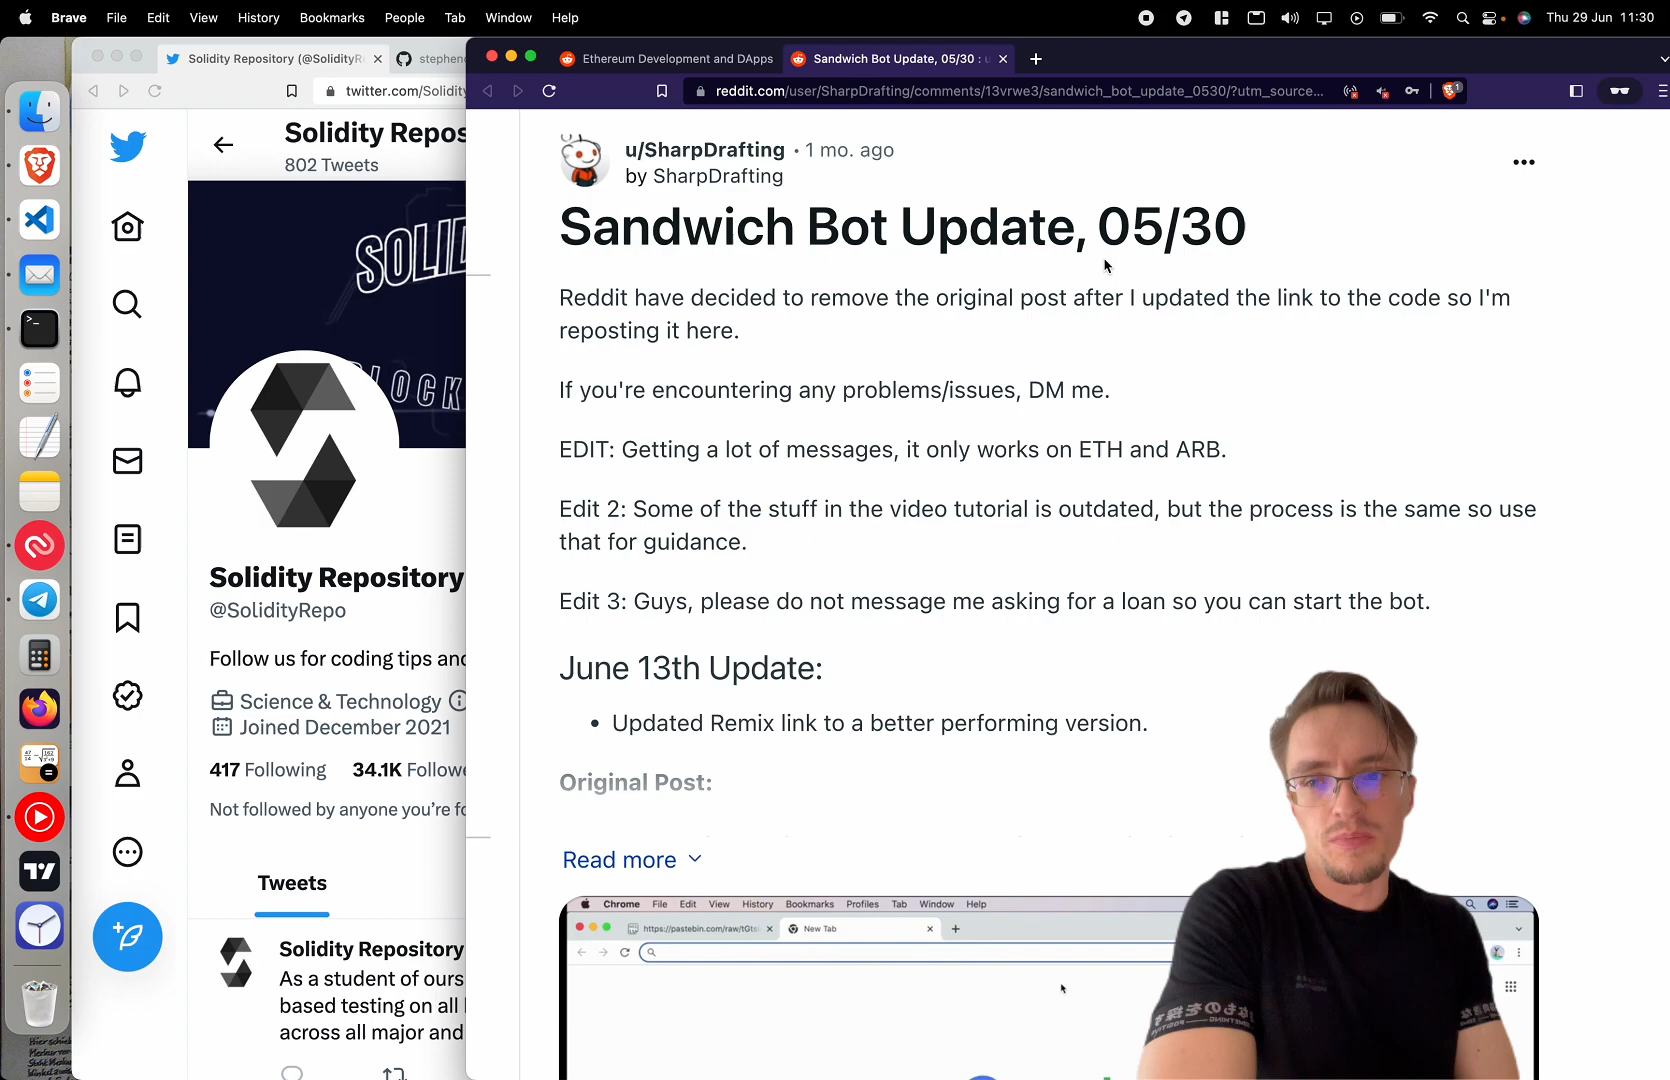 Brave File Edit View History Bookmarks People Tab Window Help
Thu 29 Jun 11:30
Solidity Repository (@SolidityR
stephen
twitter.com/Solidity
Solidity Repos
802 Tweets
SOLID
LOCK
Solidity Repository
@SolidityRepo
Follow us for coding tips and
Science & Technology
Joined December 2021
417 Following 34.1K Followe
Not followed by anyone you're fo
Tweets
Solidity Repository
As a student of ours
based testing on all
across all major and
Ethereum Development and DApps
Sandwich Bot Update, 05/30 : u
reddit.com/user/SharpDrafting/comments/13vrwe3/sandwich_bot_update_0530/?utm_source...
1
u/SharpDrafting • 1 mo. ago
by SharpDrafting
Sandwich Bot Update, 05/30
Reddit have decided to remove the original post after I updated the link to the code so I'm
reposting it here.
If you're encountering any problems/issues, DM me.
EDIT: Getting a lot of messages, it only works on ETH and ARB.
Edit 2: Some of the stuff in the video tutorial is outdated, but the process is the same so use
that for guidance.
Edit 3: Guys, please do not message me asking for a loan so you can start the bot.
June 13th Update:
• Updated Remix link to a better performing version.
Original Post:
Read more
Chrome File Edit View History Bookmarks Profiles Tab Window Help
https://pastebin.com/raw/tGts
New Tab